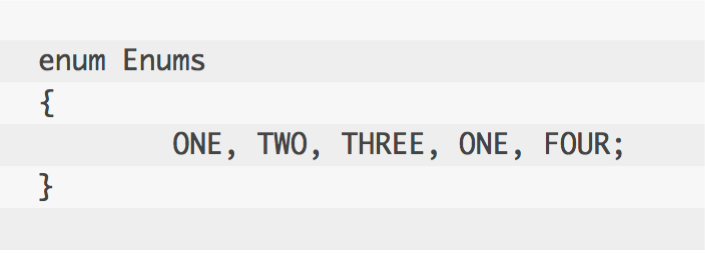 enum Enums
{
ONE, TWO, THREE, ONE, FOUR;
}